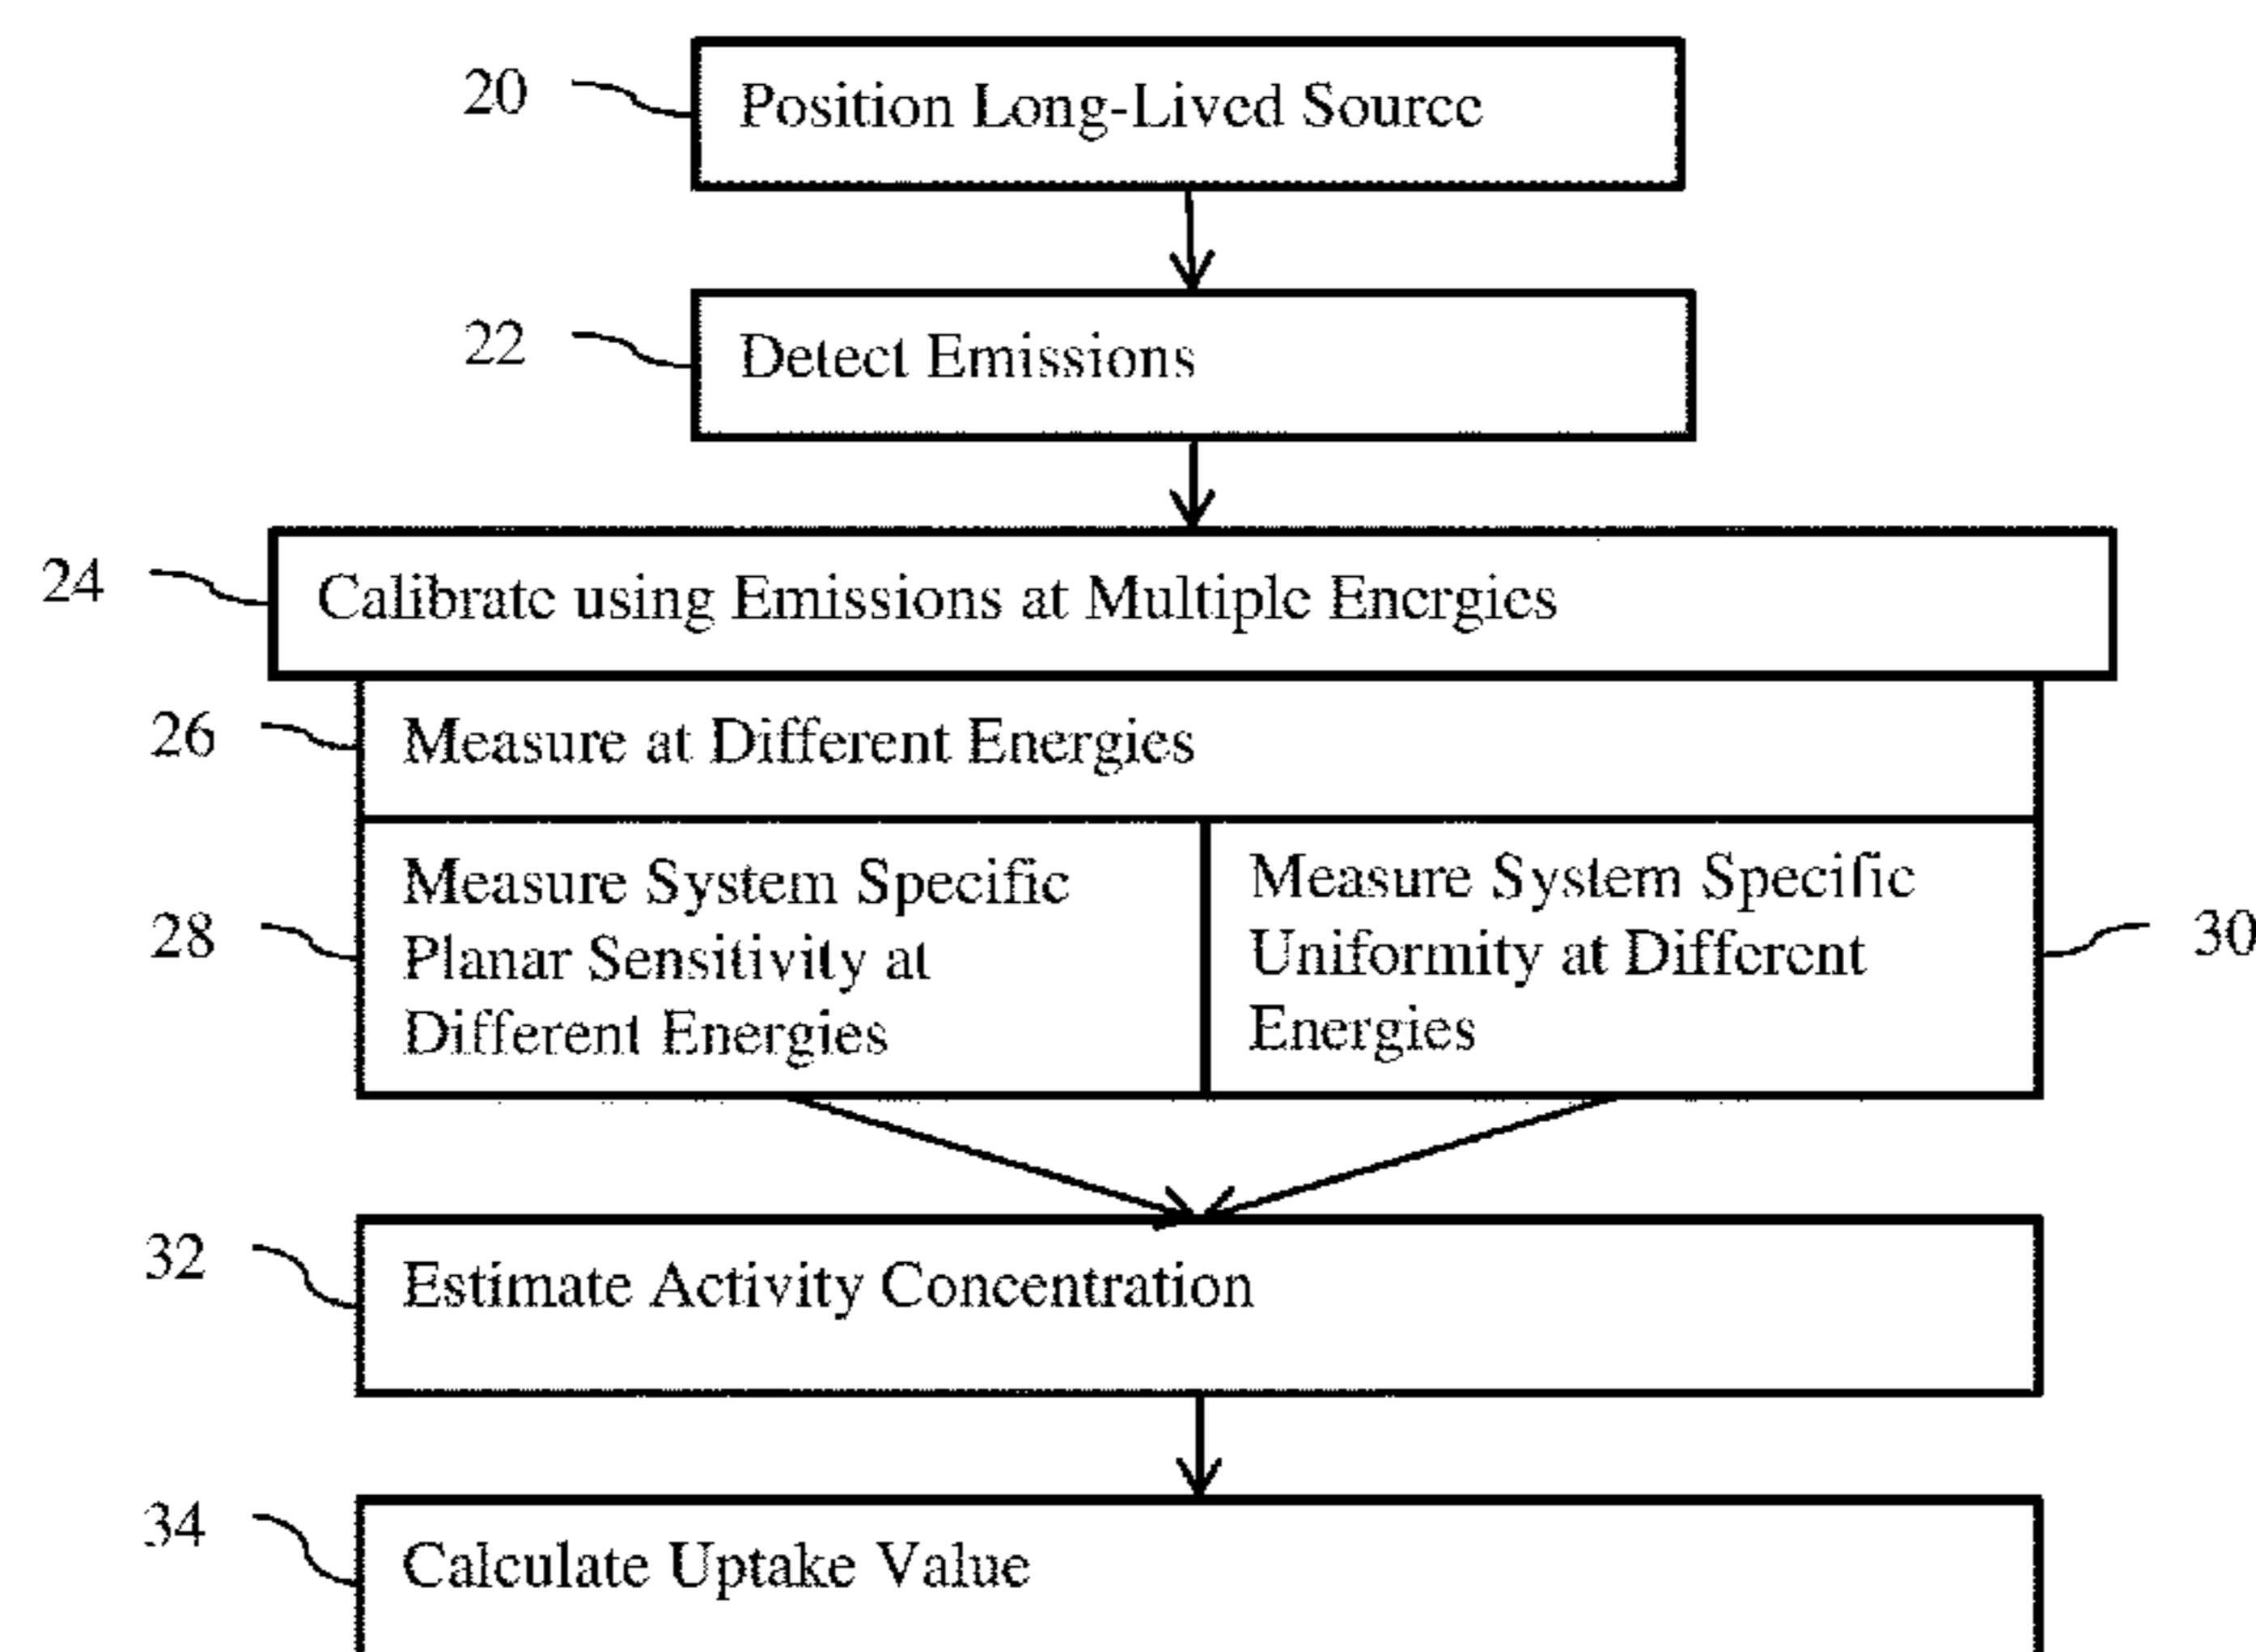 20
Position Long-Lived Source
22
Detect Emissions
24
Calibrate using Emissions at Multiple Energies
26
Measure at Different Energies
28
Measure System Specific
Planar Sensitivity at
Different Energies
Measure System Specific
Uniformity at Different
Energies
30
32
Estimate Activity Concentration
34
Calculate Uptake Value